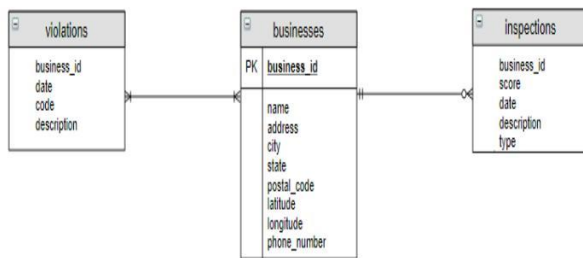 violations
business_id
date
code
description
businesses
PK business_id
name
address
city
state
postal_code
latitude
longitude
phone_number
inspections
business_id
score
date
description
type